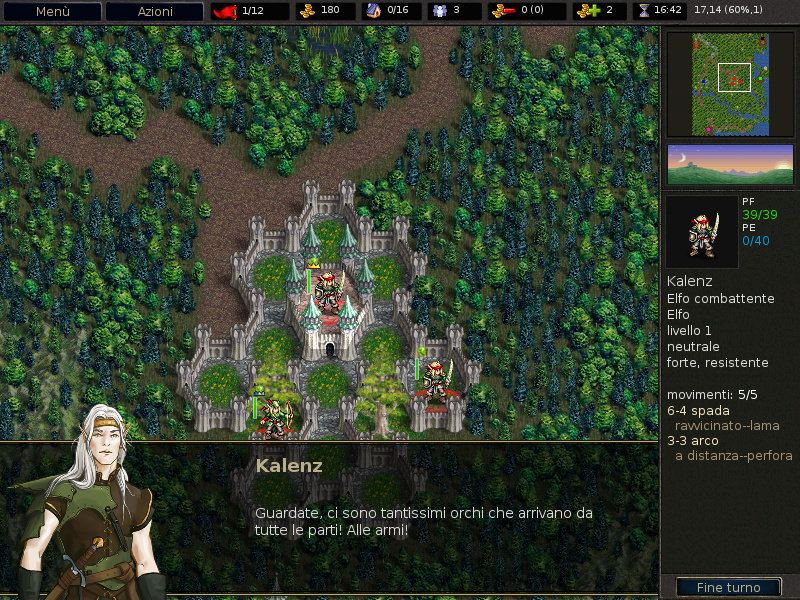 Menù Azioni 1/12 180 0/16 3 0 (0) 2 16:42 17,14 (60%,1)
PF
39/39
PE
0/40
Kalenz
Elfo combattente
Elfo
livello 1
neutrale
forte, resistente
movimenti: 5/5
6-4 spada
ravvicinato--lama
3-3 arco
a distanza--perfora
Kalenz
Guardate, ci sono tantissimi orchi che arrivano da
tutte le parti! Alle armi!
Fine turno